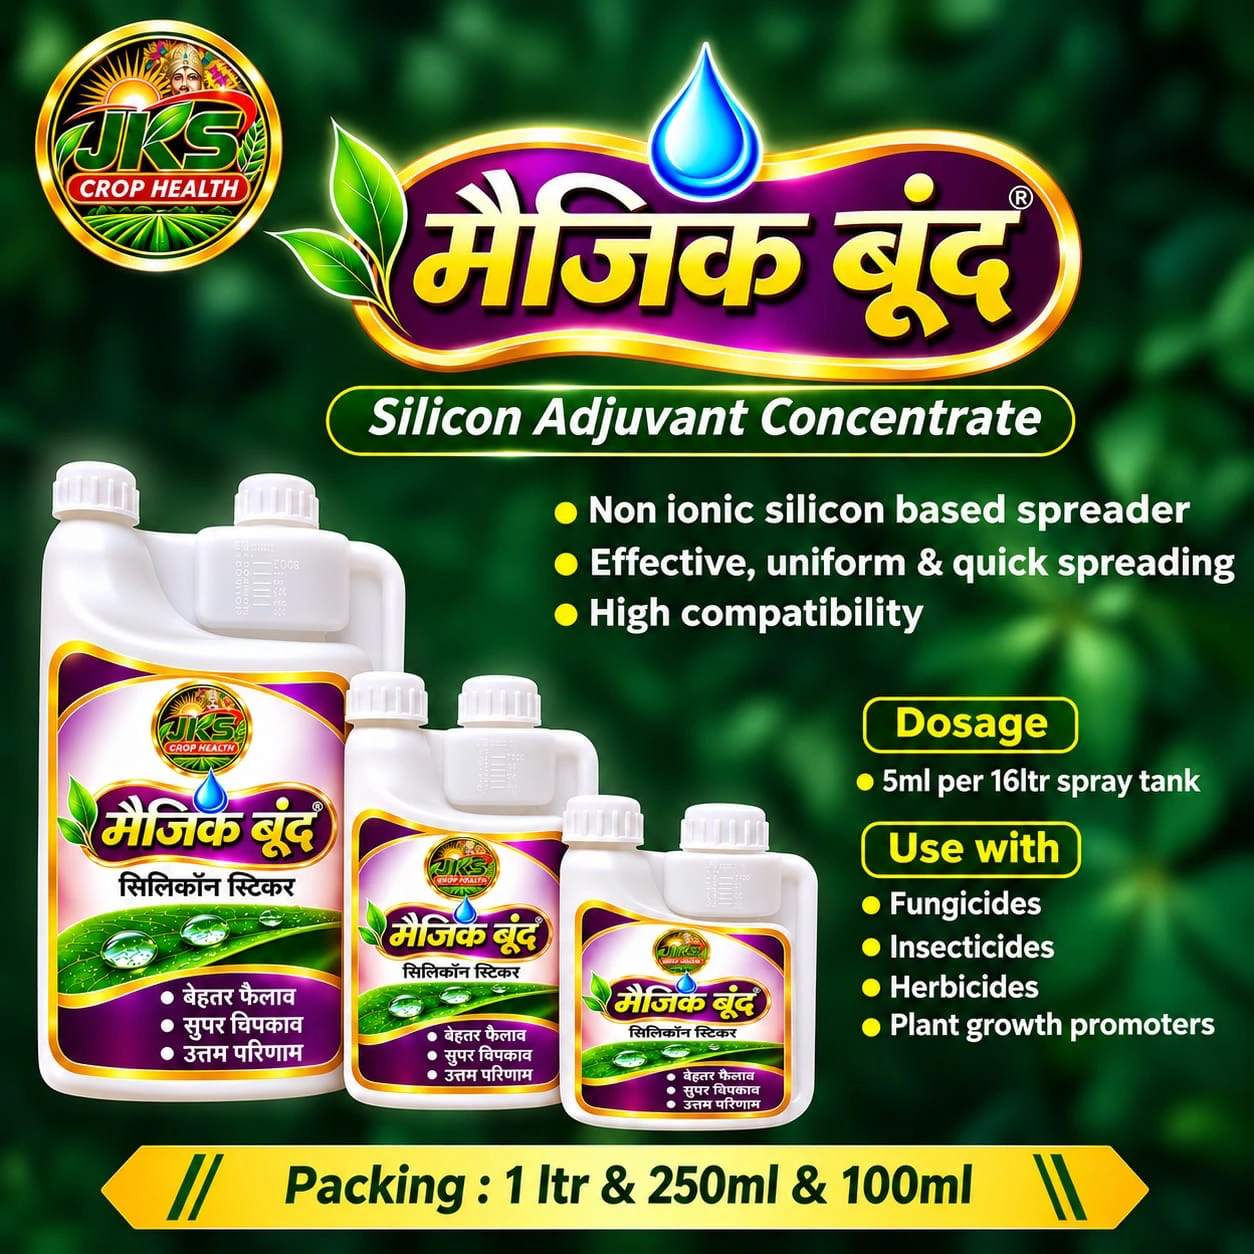 JKS
CROP HEALTH
मैजिक बूंद®
Silicon Adjuvant Concentrate
Non ionic silicon based spreader
Effective, uniform & quick spreading
High compatibility
Dosage
5ml per 16ltr spray tank
Use with
Fungicides
Insecticides
Herbicides
Plant growth promoters
JKS
CROP HEALTH
मैजिक बूंद®
सिलिकॉन स्टिकर
बेहतर फैलाव
सुपर चिपकाव
उत्तम परिणाम
JKS
मैजिक बूंद®
सिलिकॉन स्टिकर
बेहतर फैलाव
सुपर चिपकाव
उत्तम परिणाम
JKS
मैजिक बूंद®
सिलिकॉन स्टिकर
बेहतर फैलाव
सुपर चिपकाव
उत्तम परिणाम
Packing : 1 ltr & 250ml & 100ml